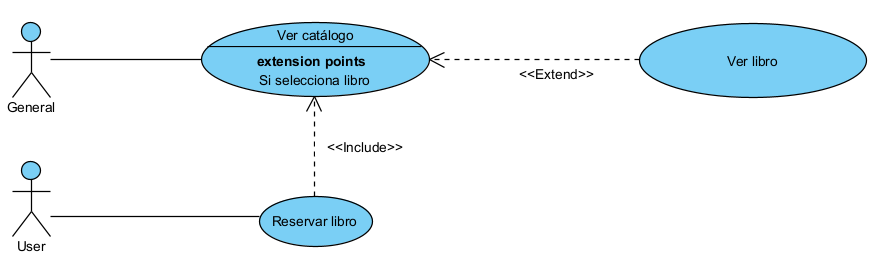 Ver catálogo
extension points
Si selecciona libro
<<Extend>>
Ver libro
General
<<Include>>
Reservar libro
User